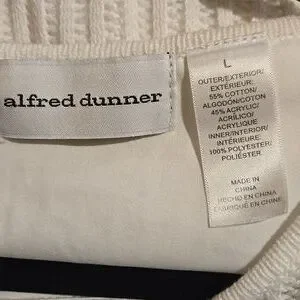 alfred dunner
L
OUTER/EXTERIOR/
EXTÉRIEUR:
55% COTTON/
ALGODÓN/COTON
45% ACRYLIC/
ACRÍLICO/
ACRYLIQUE
INNER/INTERIOR/
INTÉRIEURE:
100% POLYESTER/
POLIÉSTER
MADE IN
CHINA
HECHO EN CHINA
FABRIQUÉ EN CHINE